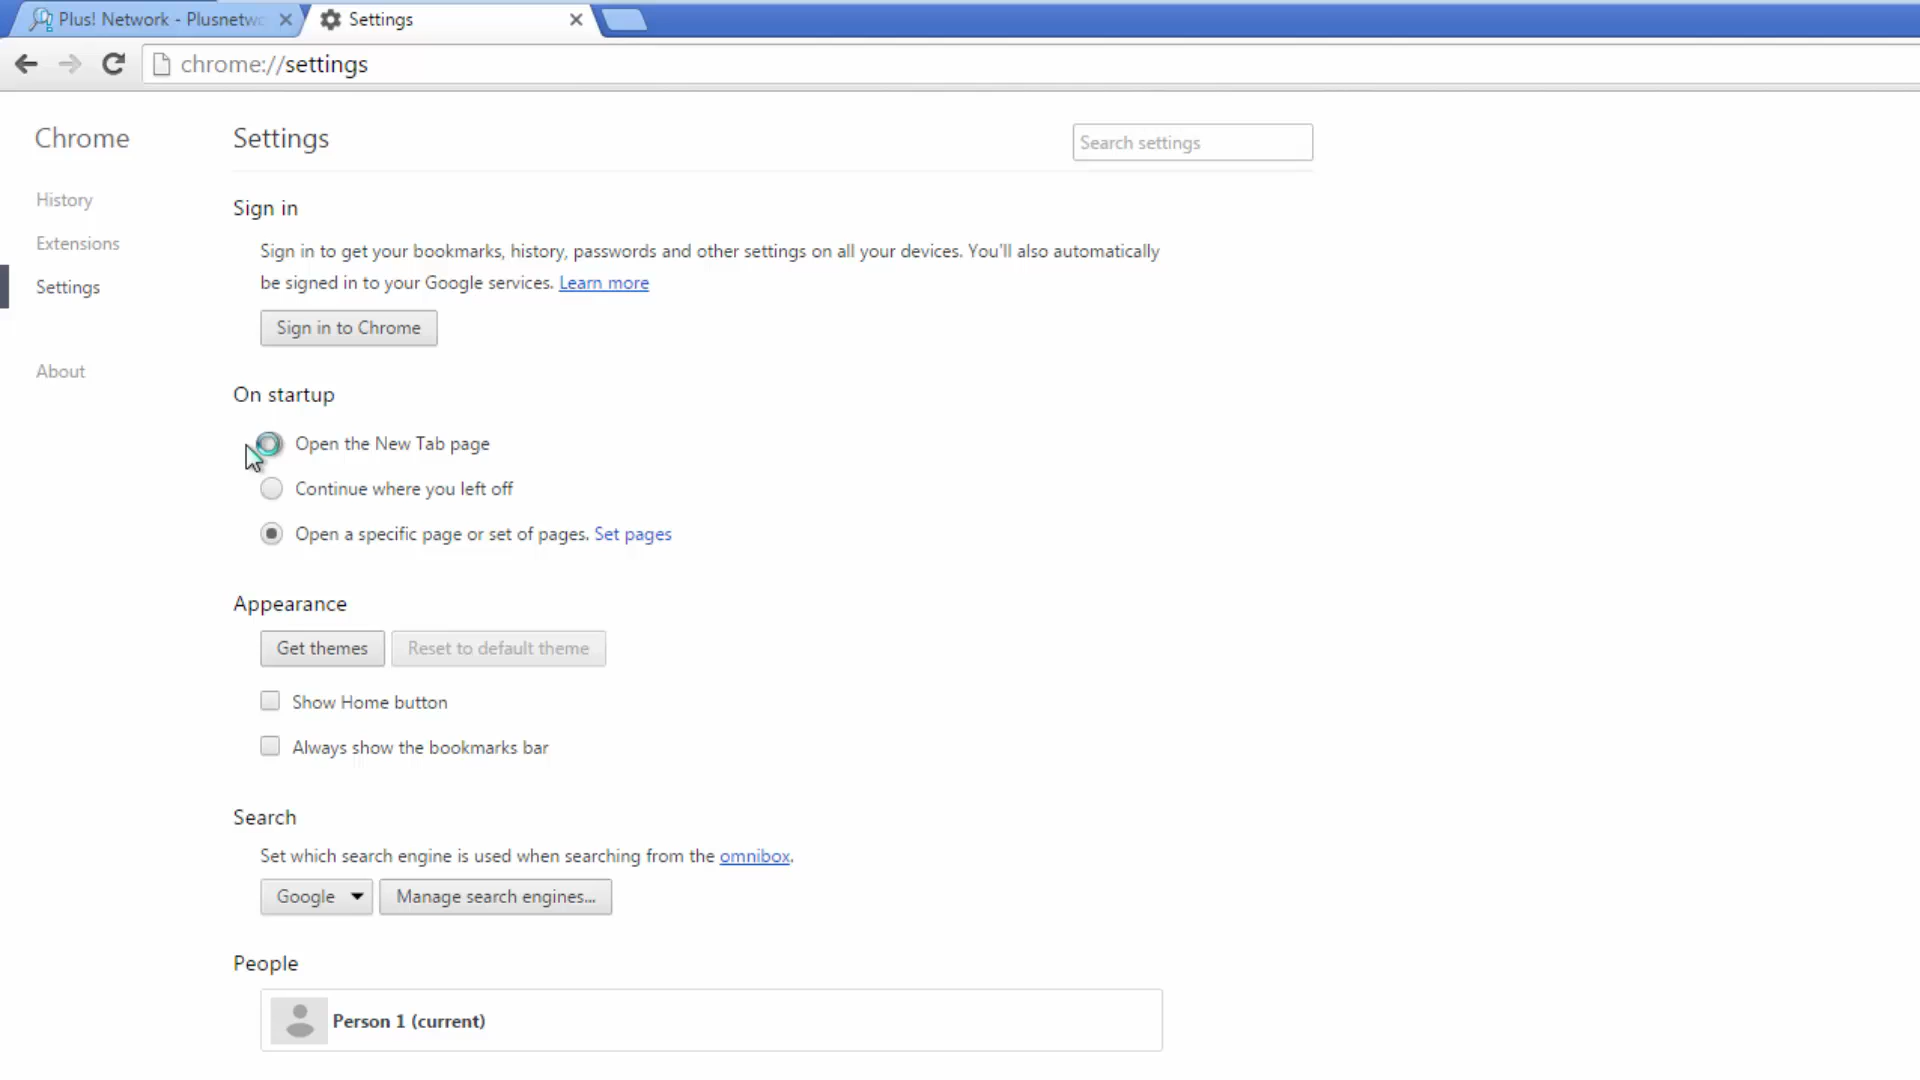 Plus! Network - Plusnetwo
Settings
chrome://settings
Chrome
Settings
Search settings
History
Extensions
Settings
About
Sign in
Sign in to get your bookmarks, history, passwords and other settings on all your devices. You'll also automatically
be signed in to your Google services. Learn more
Sign in to Chrome
On startup
Open the New Tab page
Continue where you left off
Open a specific page or set of pages. Set pages
Appearance
Get themes
Reset to default theme
Show Home button
Always show the bookmarks bar
Search
Set which search engine is used when searching from the omnibox.
Google
Manage search engines...
People
Person 1 (current)